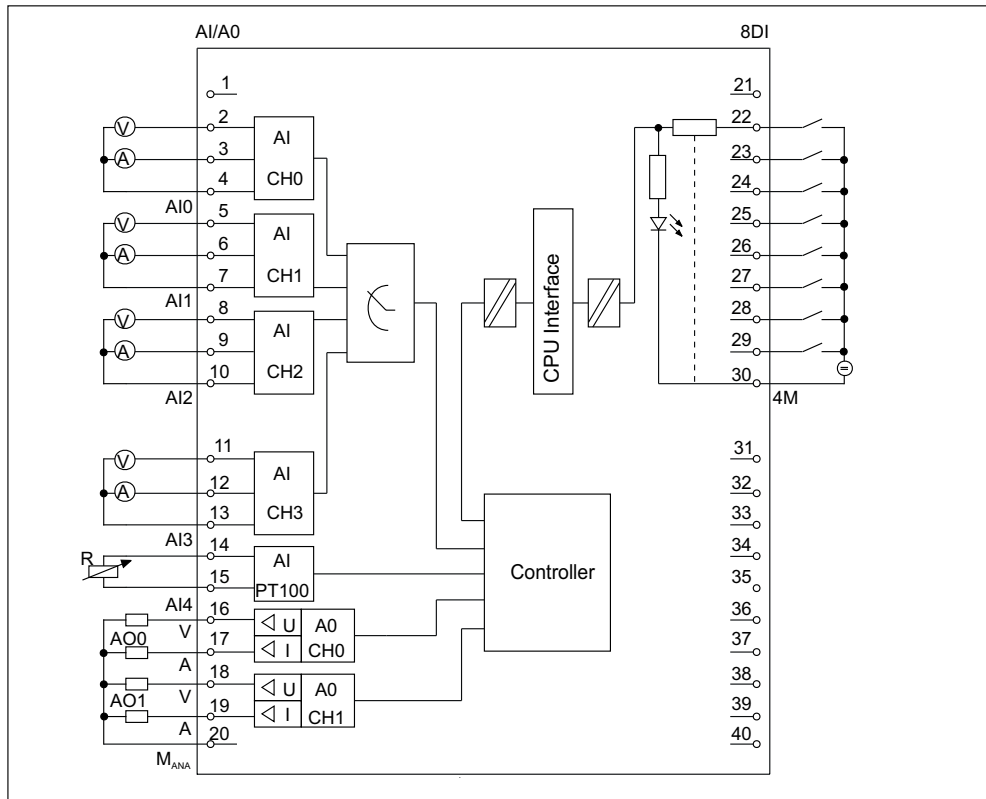 AI/A0
8DI
1
2
V
3
A
4
AI
CH0
AI0
5
V
6
A
7
AI
CH1
AI1
8
V
9
A
10
AI
CH2
AI2
11
V
12
A
13
AI
CH3
AI3
14
R
15
AI
PT100
AI4
16
V
U
A0
AO0
17
I
CH0
A
18
V
U
A0
AO1
19
I
CH1
A
20
MANA
CPU Interface
Controller
21
22
23
24
25
26
27
28
29
30
=
4M
31
32
33
34
35
36
37
38
39
40